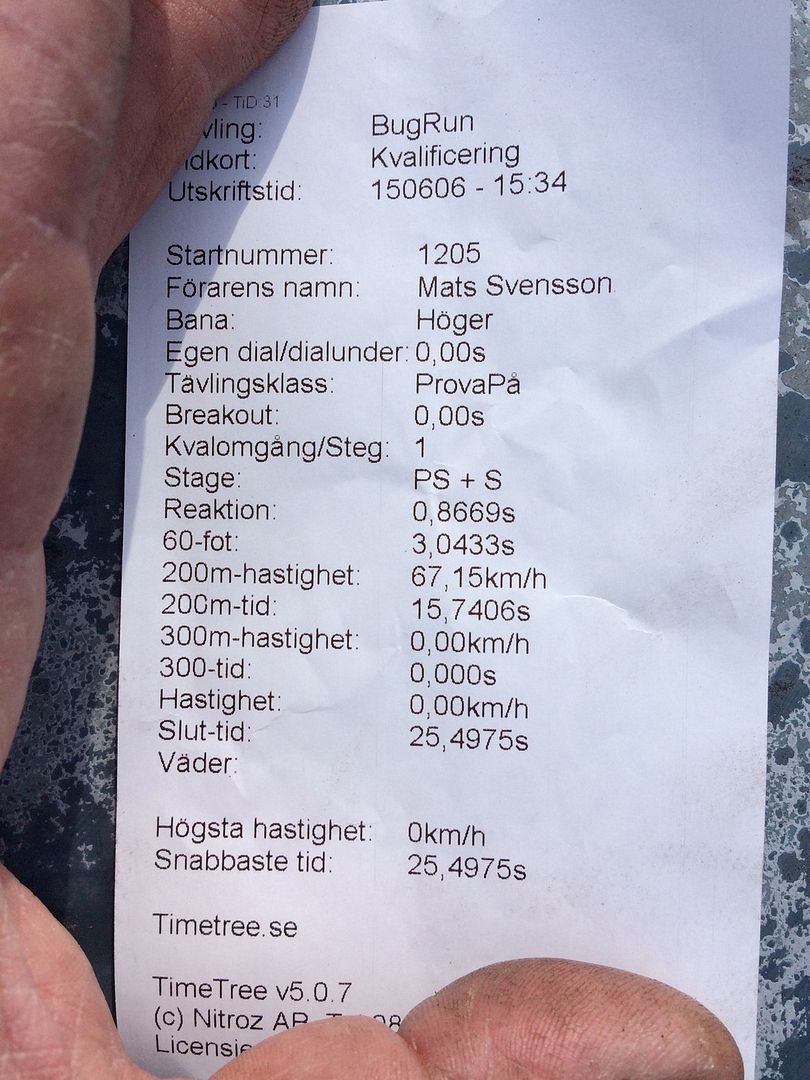 - TiD:31
BugRun
Kvalificering
Utskriftstid: 150606 - 15:34
Startnummer: 1205
Förarens namn: Mats Svensson
Bana: Höger
Egen dial/dialunder: 0,00s
Tävlingsklass: ProvaPå
Breakout: 0,00s
Kvalomgång/Steg: 1
Stage: PS + S
Reaktion: 0,8669s
60-fot: 3,0433s
200m-hastighet: 67,15km/h
200m-tid: 15,7406s
300m-hastighet: 0,00km/h
300-tid: 0,000s
Hastighet: 0,00km/h
Slut-tid: 25,4975s
Väder:
Högsta hastighet: 0km/h
Snabbaste tid: 25,4975s
Timetree.se
TimeTree v5.0.7
(c) Nitroz AB